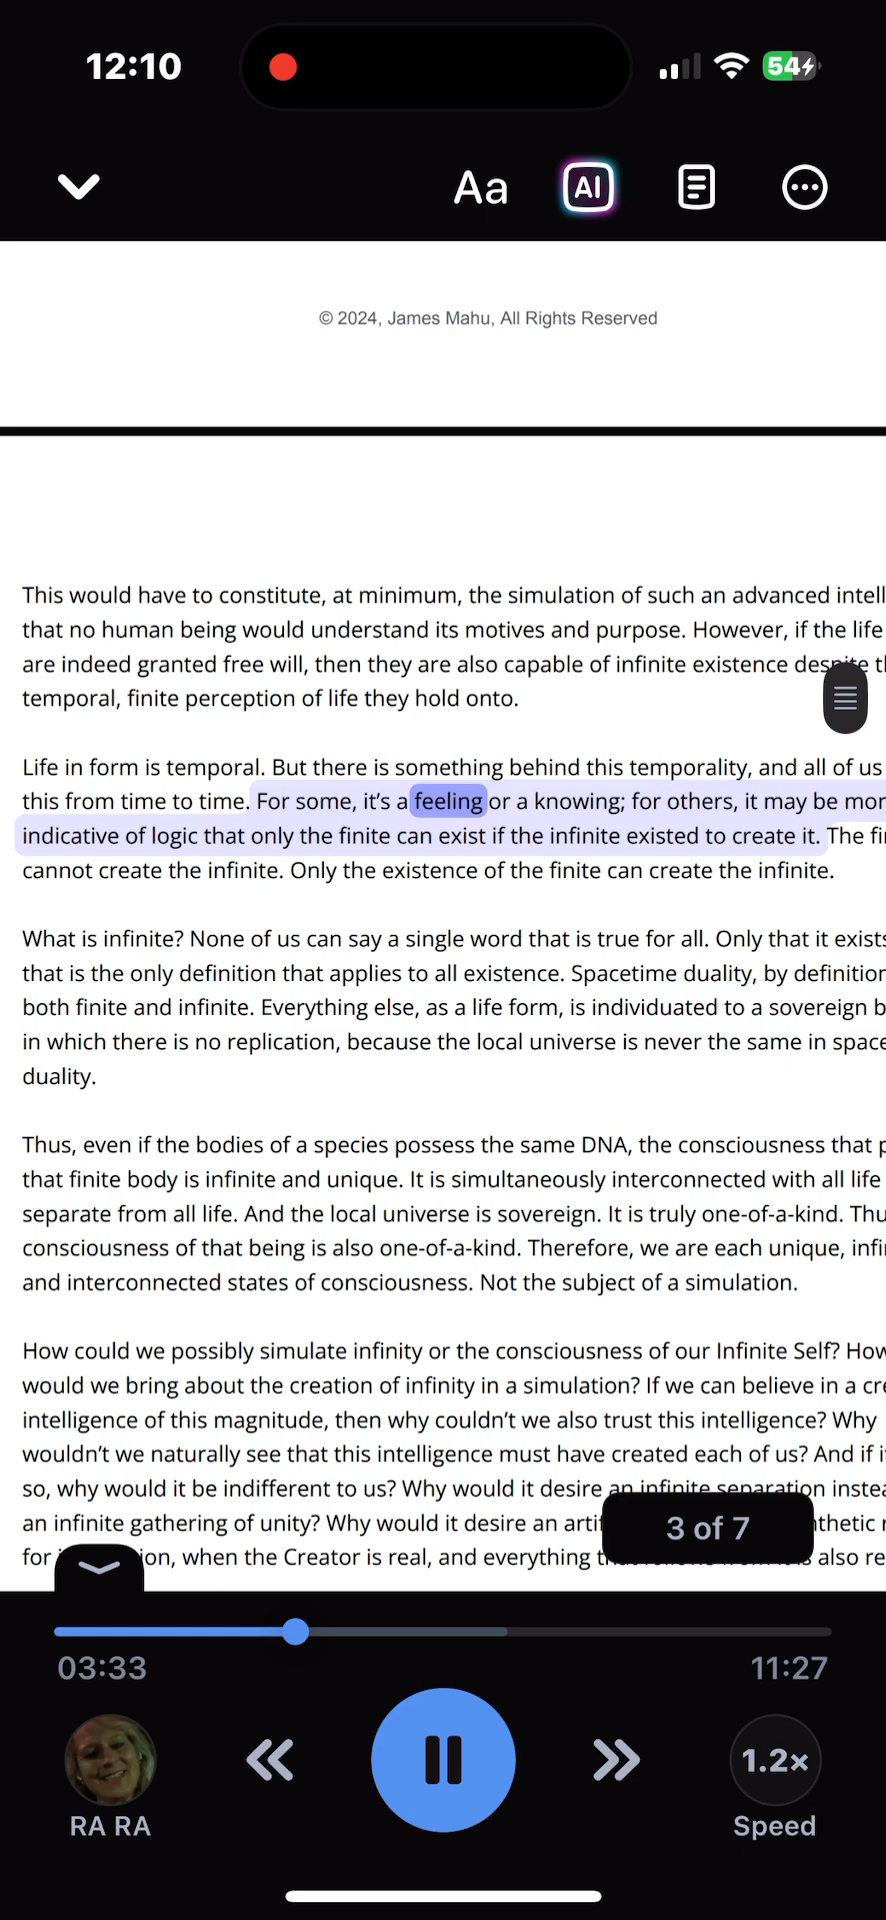 12:10
54
Aa
AI
© 2024, James Mahu, All Rights Reserved
This would have to constitute, at minimum, the simulation of such an advanced intell
that no human being would understand its motives and purpose. However, if the life
are indeed granted free will, then they are also capable of infinite existence despite th
temporal, finite perception of life they hold onto.
Life in form is temporal. But there is something behind this temporality, and all of us
this from time to time. For some, it's a feeling or a knowing; for others, it may be mor
indicative of logic that only the finite can exist if the infinite existed to create it. The fi
cannot create the infinite. Only the existence of the finite can create the infinite.
What is infinite? None of us can say a single word that is true for all. Only that it exists
that is the only definition that applies to all existence. Spacetime duality, by definition
both finite and infinite. Everything else, as a life form, is individuated to a sovereign b
in which there is no replication, because the local universe is never the same in space
duality.
Thus, even if the bodies of a species possess the same DNA, the consciousness that p
that finite body is infinite and unique. It is simultaneously interconnected with all life
separate from all life. And the local universe is sovereign. It is truly one-of-a-kind. Thu
consciousness of that being is also one-of-a-kind. Therefore, we are each unique, infi
and interconnected states of consciousness. Not the subject of a simulation.
How could we possibly simulate infinity or the consciousness of our Infinite Self? How
would we bring about the creation of infinity in a simulation? If we can believe in a cre
intelligence of this magnitude, then why couldn't we also trust this intelligence? Why
wouldn't we naturally see that this intelligence must have created each of us? And if it
so, why would it be indifferent to us? Why would it desire an infinite separation instea
an infinite gathering of unity? Why would it desire an artif nthetic r
for ion, when the Creator is real, and everything also re
3 of 7
03:33
11:27
1.2×
RA RA
Speed